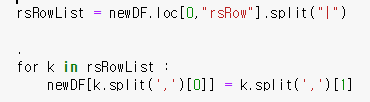 rsRowList = newDF.loc[0,"rsRow"].split("|")
.
for k in rsRowList :
    newDF[k.split(',')[0]] = k.split(',')[1]